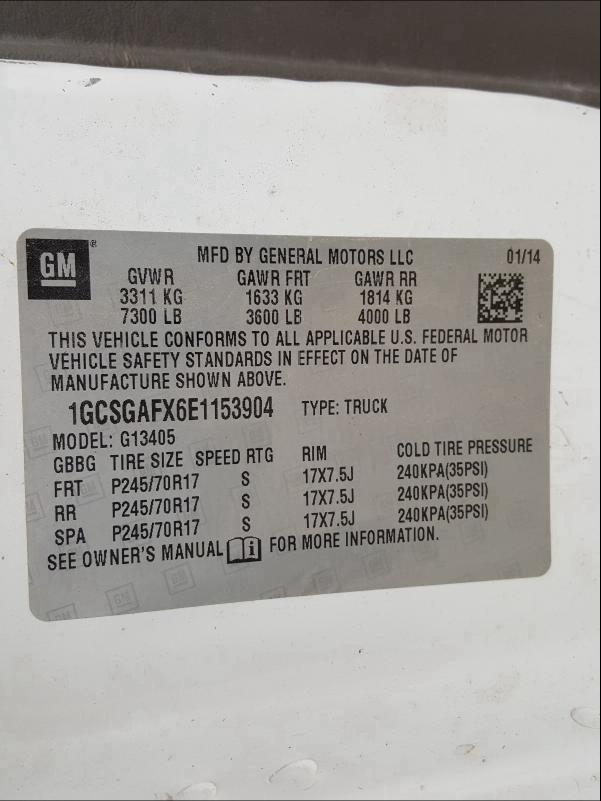 GM ® MFD BY GENERAL MOTORS LLC 01/14
GVWR GAWR FRT GAWR RR
3311 KG 1633 KG 1814 KG
7300 LB 3600 LB 4000 LB
THIS VEHICLE CONFORMS TO ALL APPLICABLE U.S. FEDERAL MOTOR
VEHICLE SAFETY STANDARDS IN EFFECT ON THE DATE OF
MANUFACTURE SHOWN ABOVE.
1GCSGAFX6E1153904 TYPE: TRUCK
MODEL: G13405
GBBG TIRE SIZE SPEED RTG RIM COLD TIRE PRESSURE
FRT P245/70R17 S 17X7.5J 240KPA(35PSI)
RR P245/70R17 S 17X7.5J 240KPA(35PSI)
SPA P245/70R17 S 17X7.5J 240KPA(35PSI)
SEE OWNER'S MANUAL FOR MORE INFORMATION.